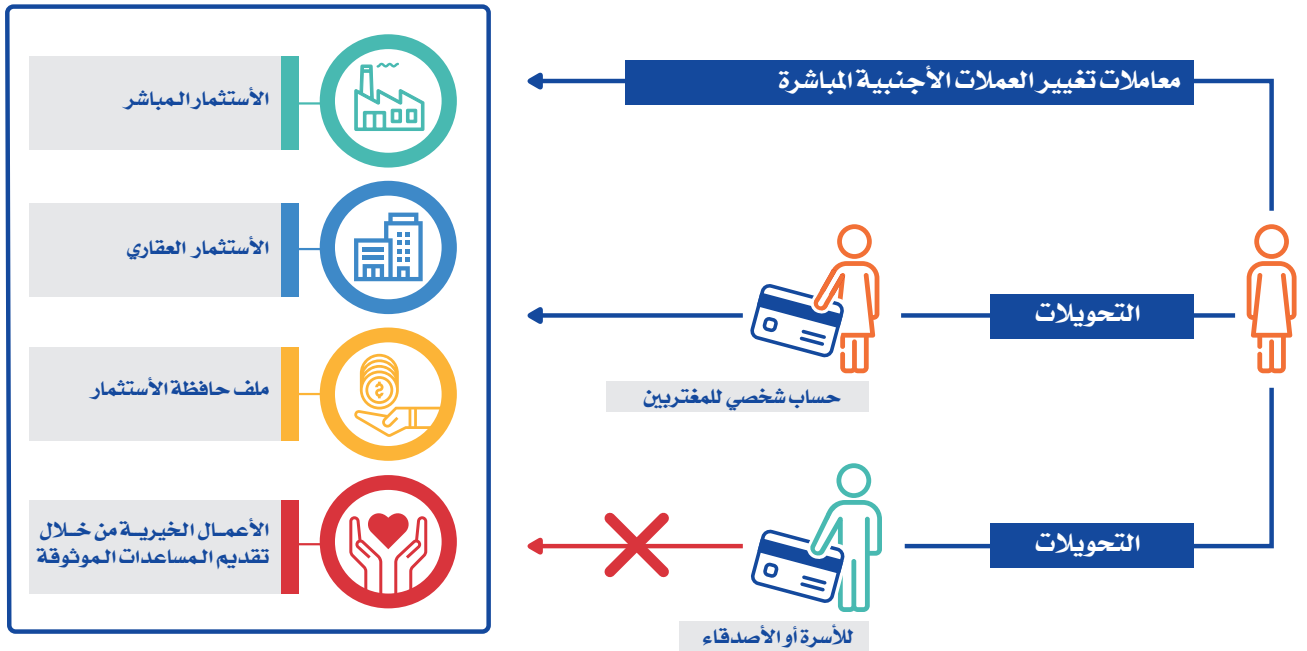 معاملات تغيير العملات الأجنبية المباشرة
التحويلات
حساب شخصي للمغتربين
التحويلات
للأسرة أو الأصدقاء
الأستثمار المباشر
الأستثمار العقاري
ملف حافظة الأستثمار
الأعمال الخيرية من خلال
تقديم المساعدات الموثوقة